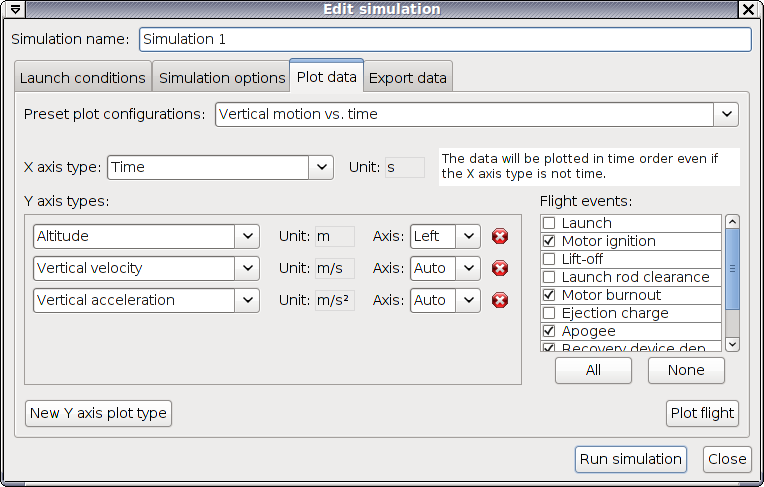 Edit simulation
Simulation name: Simulation 1
Launch conditions Simulation options Plot data Export data
Preset plot configurations: Vertical motion vs. time
X axis type: Time Unit: s
The data will be plotted in time order even if
the X axis type is not time.
Y axis types:
Altitude Unit: m Axis: Left
Vertical velocity Unit: m/s Axis: Auto
Vertical acceleration Unit: m/s² Axis: Auto
Flight events:
Launch
Motor ignition
Lift-off
Launch rod clearance
Motor burnout
Ejection charge
Apogee
Recovery device dep
All None
New Y axis plot type Plot flight
Run simulation Close